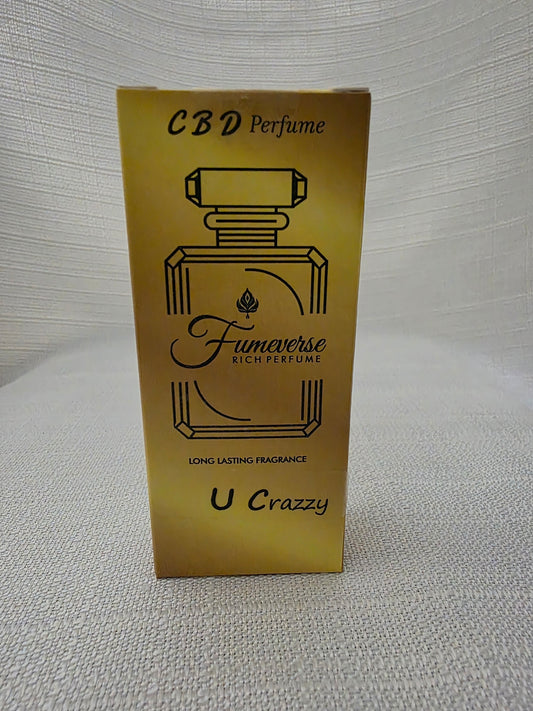 CBD Perfume
Fumeverse
RICH PERFUME
LONG LASTING FRAGRANCE
U Crazzy